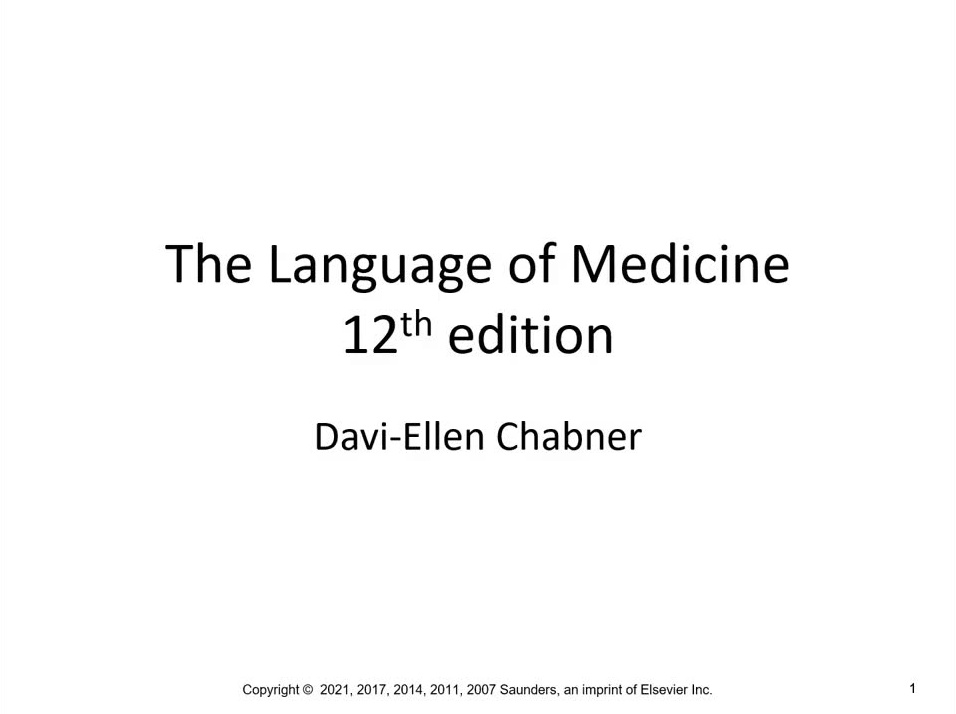 The Language of Medicine
12th edition
Davi-Ellen Chabner
Copyright © 2021, 2017, 2014, 2011, 2007 Saunders, an imprint of Elsevier Inc.
1